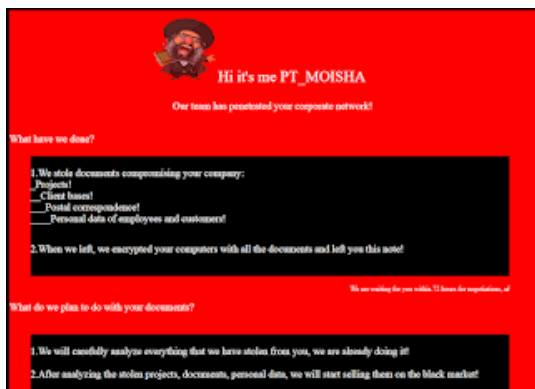 Hi it's me PT_MOISHA
Our team has penetrated your corporate network!
What have we done?
1.We stole documents compromising your company:
_Projects!
__Client bases!
___Postal correspondence!
____Personal data of employees and customers!
2.When we left, we encrypted your computers with all the documents and left you this note!
We are waiting for you within 72 hours for negotiations, of
What do we plan to do with your documents?
1.We will carefully analyze everything that we have stolen from you, we are already doing it!
2.After analyzing the stolen projects, documents, personal data, we will start selling them on the black market!